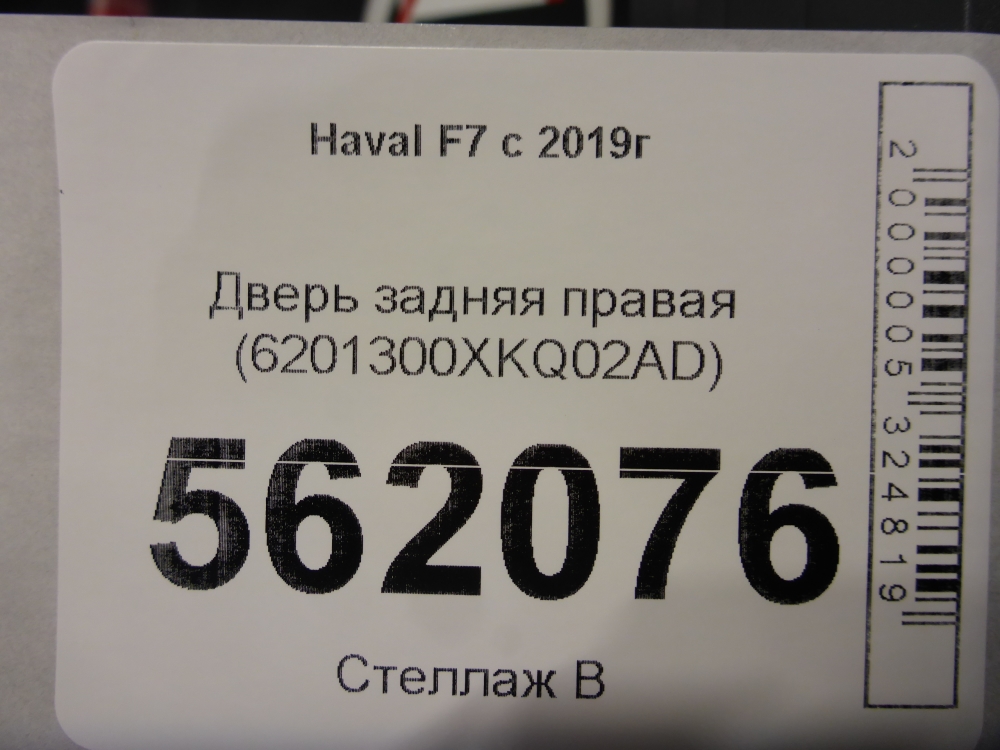 Haval F7 с 2019г
Дверь задняя правая
(6201300XKQ02AD)
562076
Стеллаж В
2000005324819